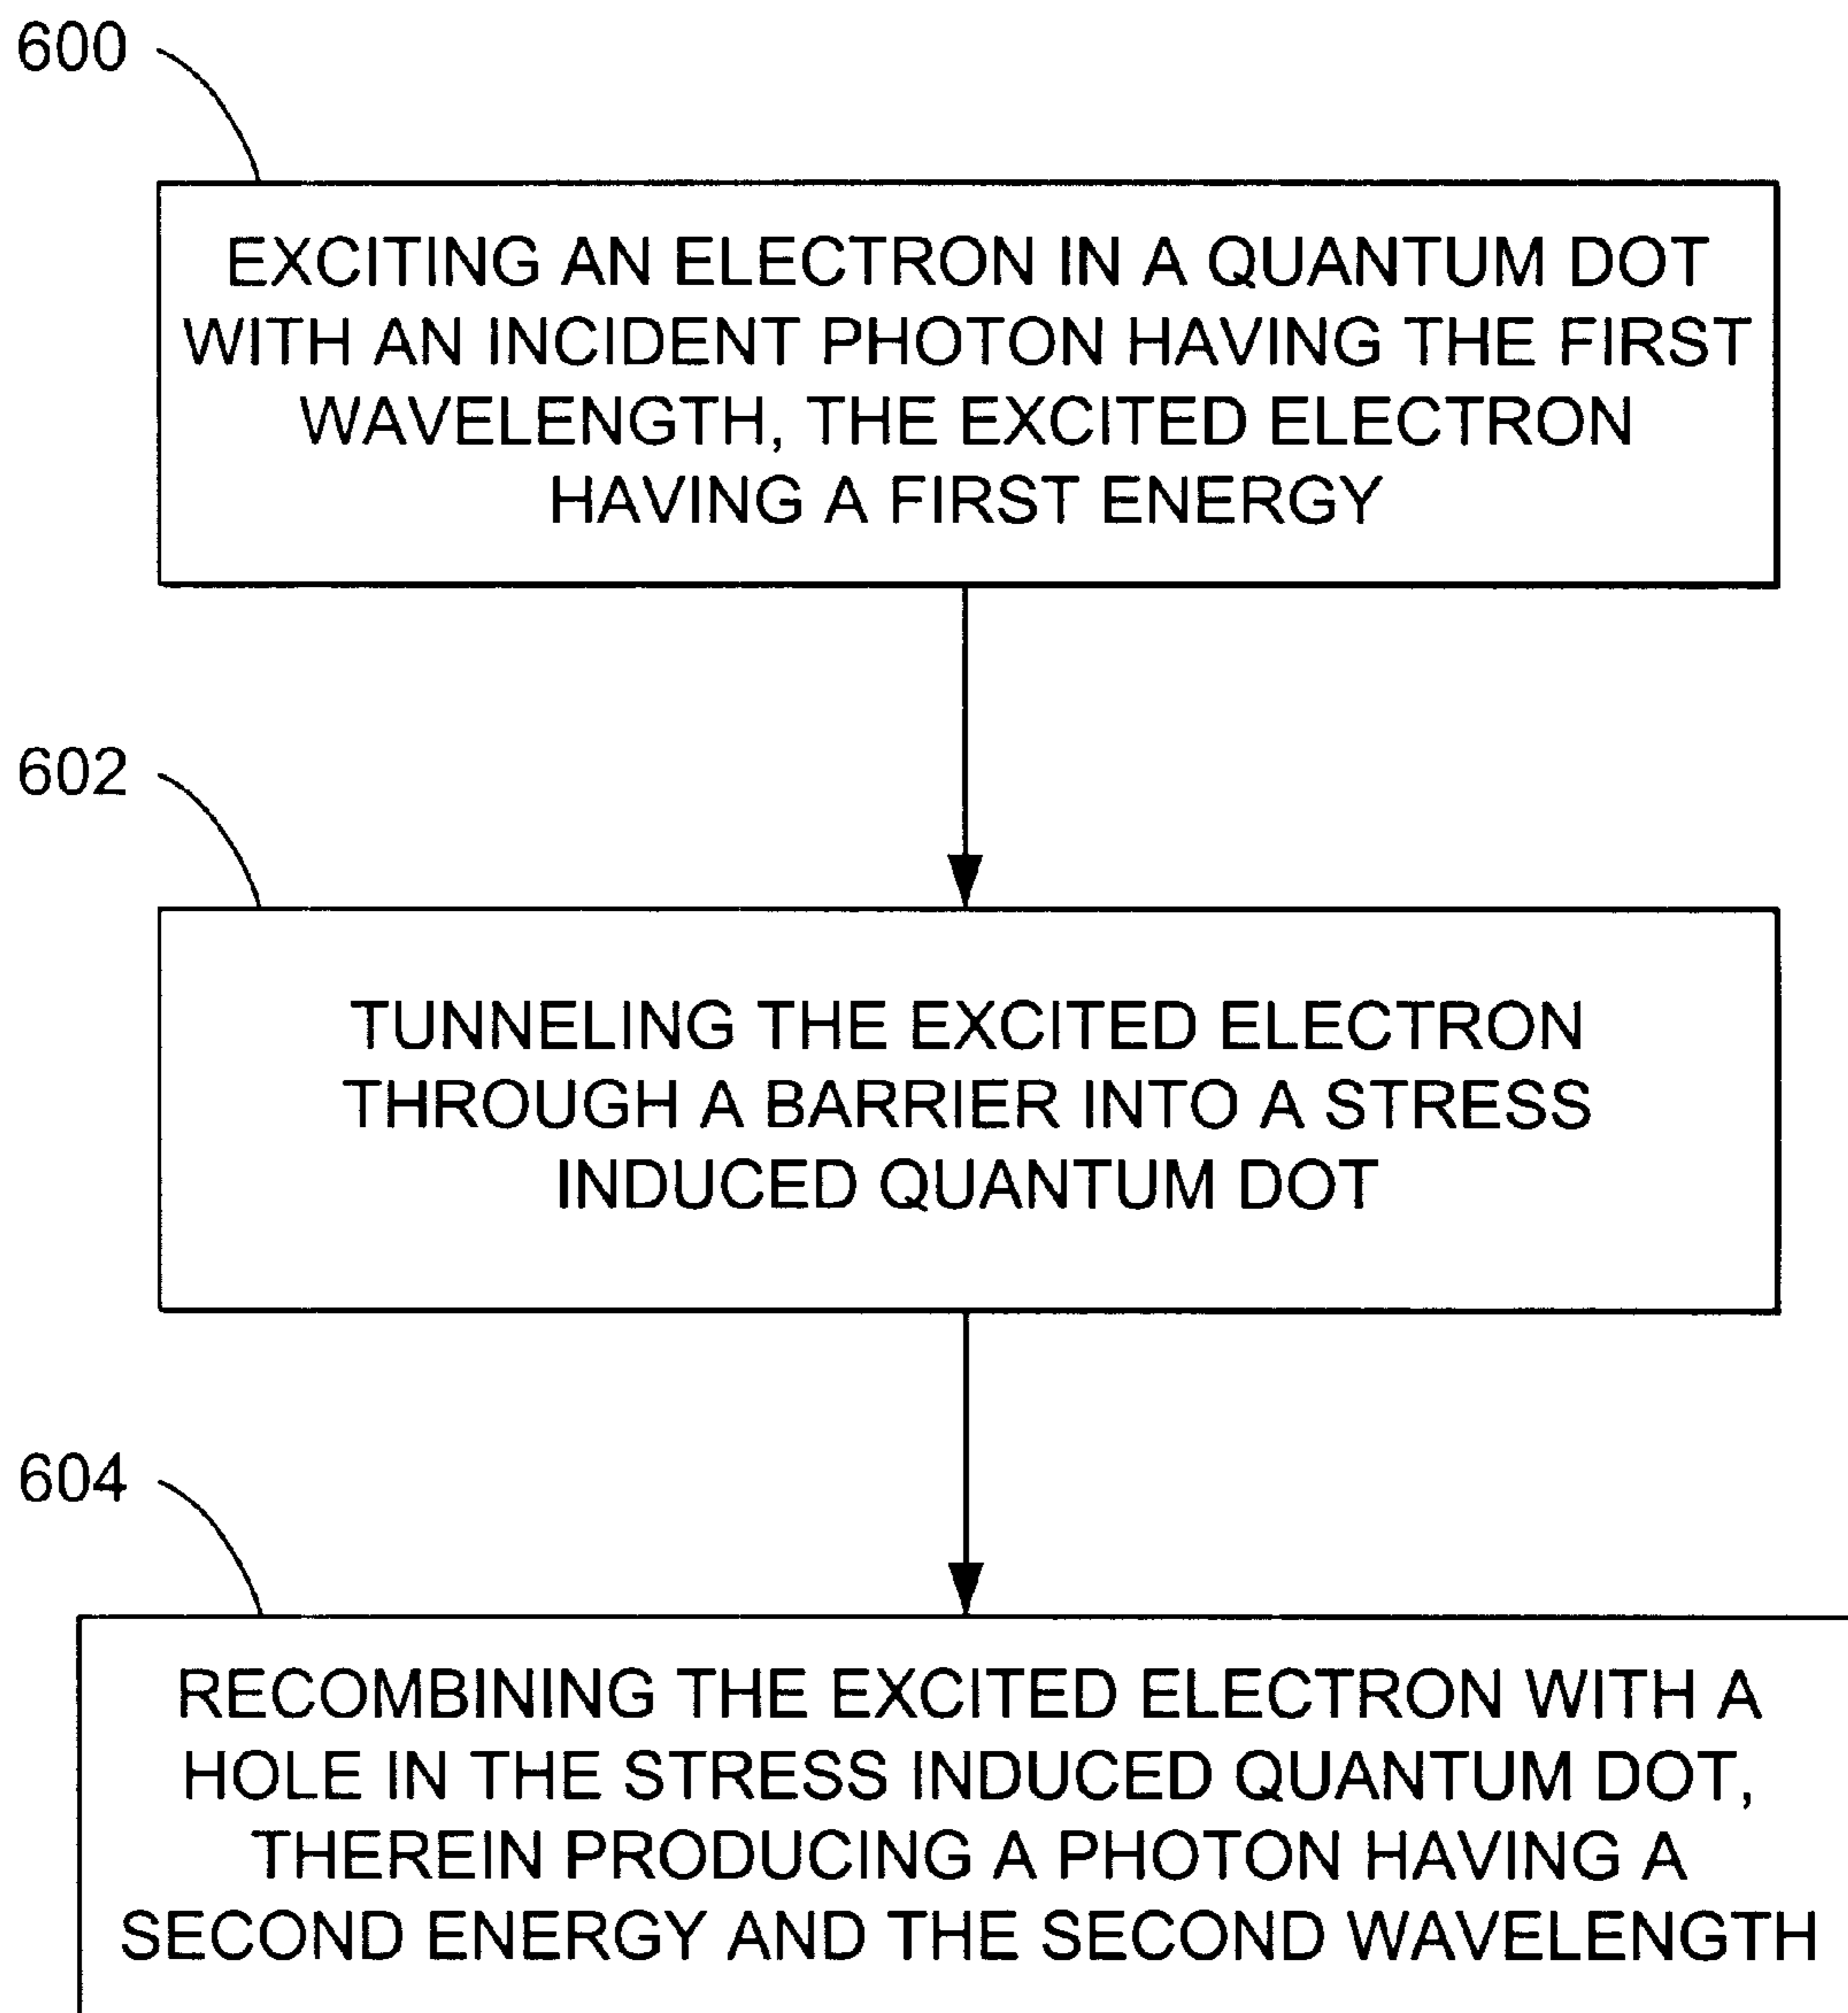 600
EXCITING AN ELECTRON IN A QUANTUM DOT
WITH AN INCIDENT PHOTON HAVING THE FIRST
WAVELENGTH, THE EXCITED ELECTRON
HAVING A FIRST ENERGY
602
TUNNELING THE EXCITED ELECTRON
THROUGH A BARRIER INTO A STRESS
INDUCED QUANTUM DOT
604
RECOMBINING THE EXCITED ELECTRON WITH A
HOLE IN THE STRESS INDUCED QUANTUM DOT,
THEREIN PRODUCING A PHOTON HAVING A
SECOND ENERGY AND THE SECOND WAVELENGTH